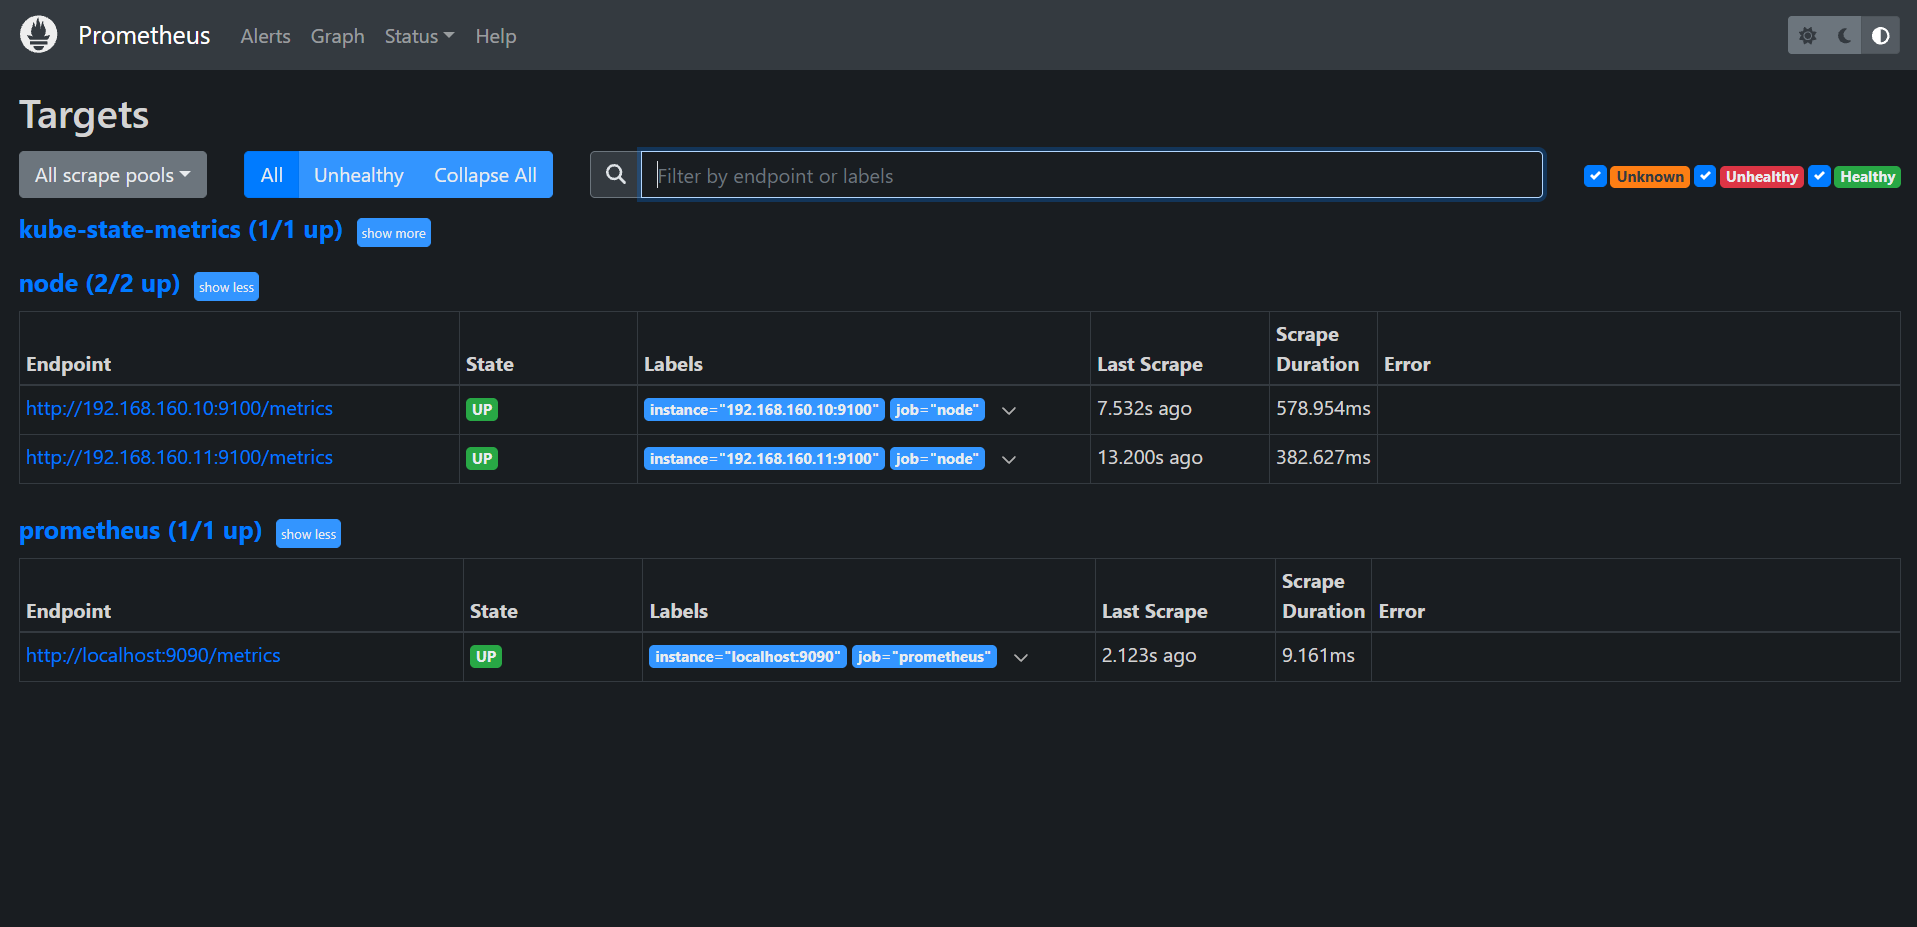 Prometheus Alerts Graph Status Help
Targets
All scrape pools All Unhealthy Collapse All Filter by endpoint or labels Unknown Unhealthy Healthy
kube-state-metrics (1/1 up) show more
node (2/2 up) show less
Endpoint State Labels Last Scrape Scrape Duration Error
http://192.168.160.10:9100/metrics UP instance="192.168.160.10:9100" job="node" 7.532s ago 578.954ms
http://192.168.160.11:9100/metrics UP instance="192.168.160.11:9100" job="node" 13.200s ago 382.627ms
prometheus (1/1 up) show less
Endpoint State Labels Last Scrape Scrape Duration Error
http://localhost:9090/metrics UP instance="localhost:9090" job="prometheus" 2.123s ago 9.161ms